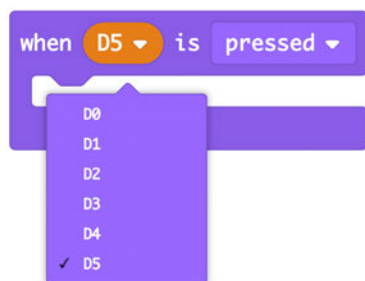 when D5 is pressed
D0
D1
D2
D3
D4
✓ D5